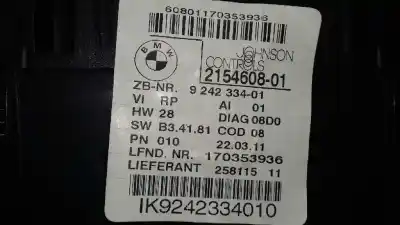 60801170353936
BMW
JOHNSON
CONTROLS
2154608-01
ZB-NR. 9 242 334-01
VI RP AI 01
HW 28 DIAG 08D0
SW B3.41.81 COD 08
PN 010 22.03.11
LFND. NR. 170353936
LIEFERANT 258115 11
IK9242334010